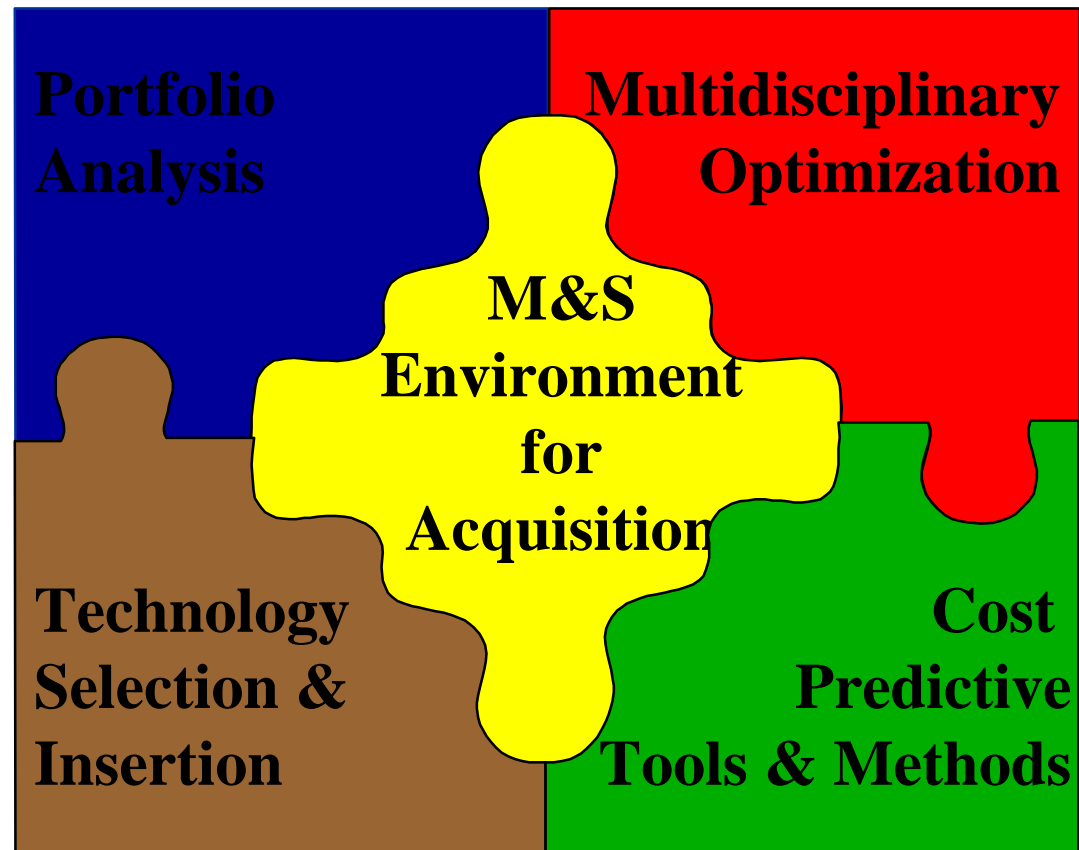 Portfolio
Analysis
Multidisciplinary
Optimization
M&S
Environment
for
Acquisition
Technology
Selection &
Insertion
Cost
Predictive
Tools & Methods